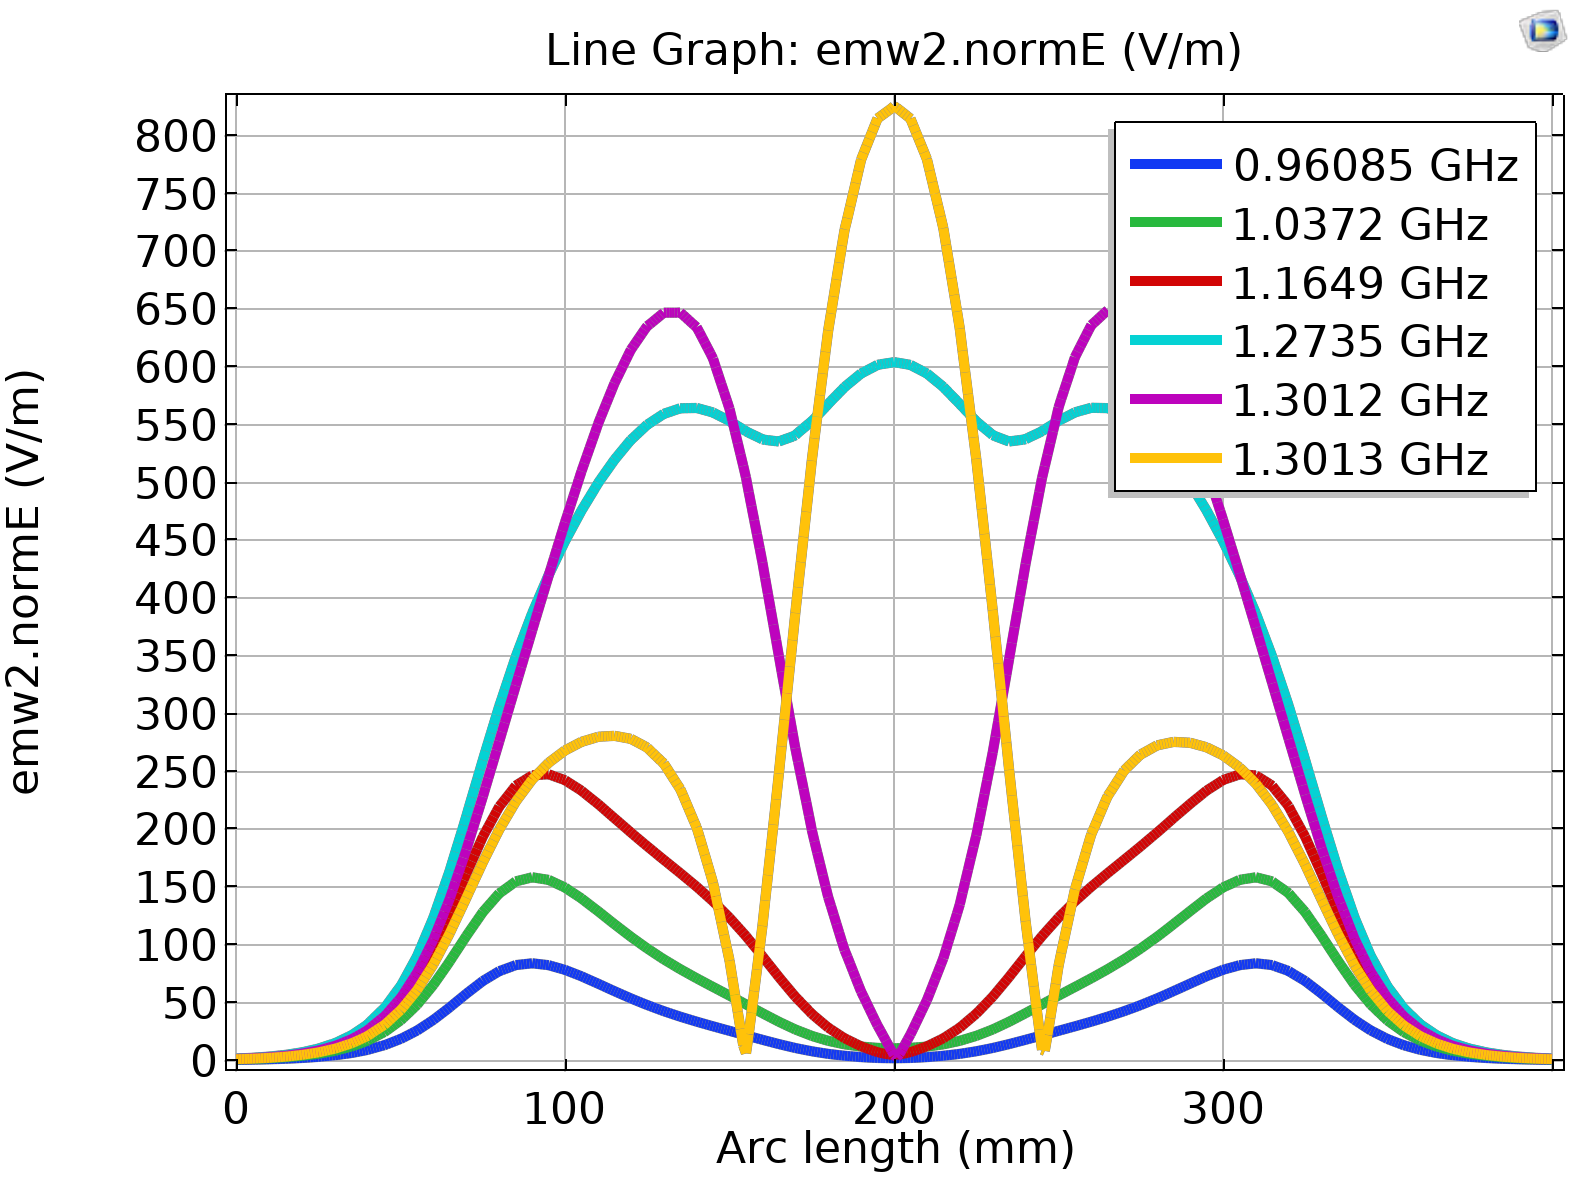 Line Graph: emw2.normE (V/m)
emw2.normE (V/m)
800
750
700
650
600
550
500
450
400
350
300
250
200
150
100
50
0
0.96085 GHz
1.0372 GHz
1.1649 GHz
1.2735 GHz
1.3012 GHz
1.3013 GHz
0 100 200 300
Arc length (mm)